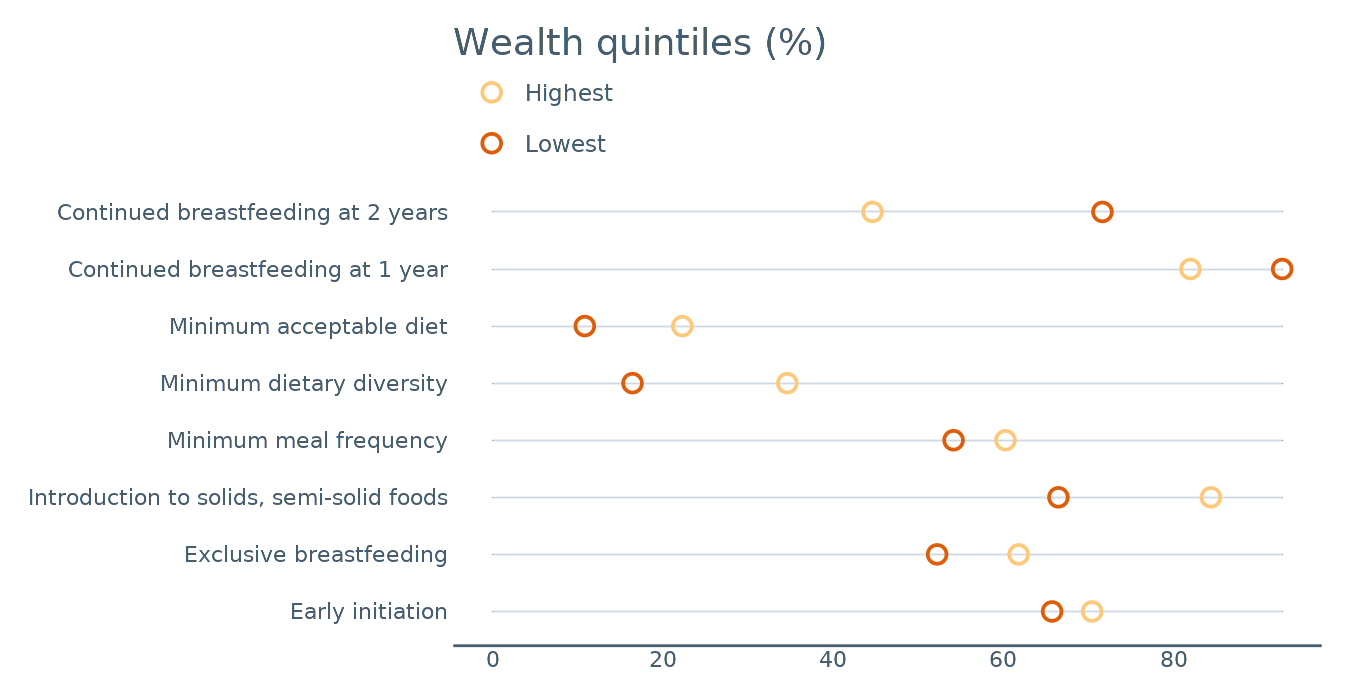 Wealth quintiles (%)
Highest
Lowest
Continued breastfeeding at 2 years
Continued breastfeeding at 1 year
Minimum acceptable diet
Minimum dietary diversity
Minimum meal frequency
Introduction to solids, semi-solid foods
Exclusive breastfeeding
Early initiation
0 20 40 60 80